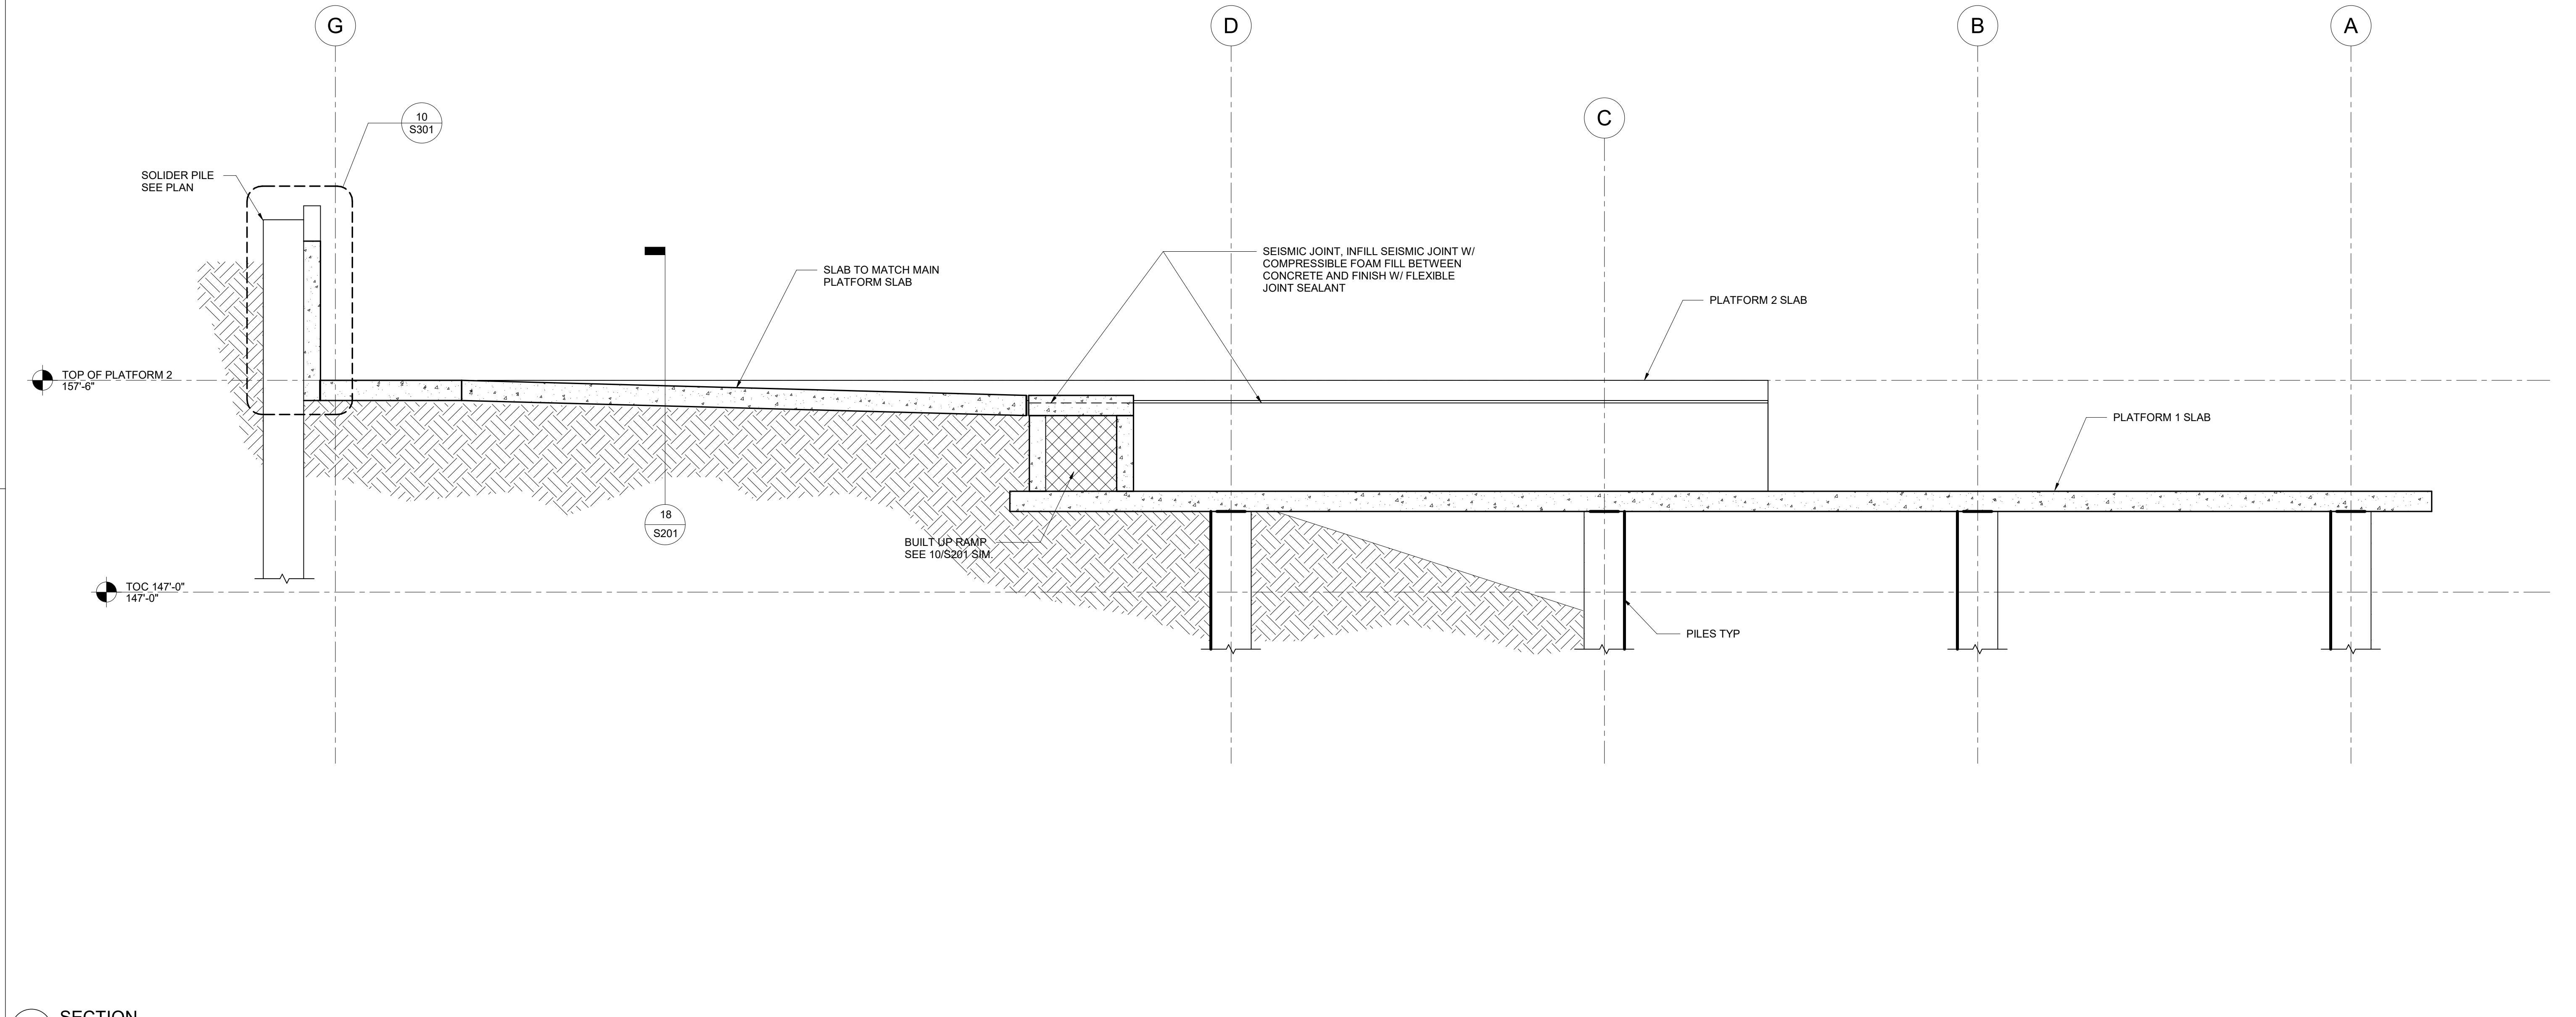 G
D
B
A
C
10
S301
SOLIDER PILE
SEE PLAN
SLAB TO MATCH MAIN
PLATFORM SLAB
SEISMIC JOINT, INFILL SEISMIC JOINT W/
COMPRESSIBLE FOAM FILL BETWEEN
CONCRETE AND FINISH W/ FLEXIBLE
JOINT SEALANT
PLATFORM 2 SLAB
TOP OF PLATFORM 2
157'-6"
PLATFORM 1 SLAB
18
S201
BUILT UP RAMP
SEE 10/S201 SIM.
TOC 147'-0"
147'-0"
PILES TYP
SECTION